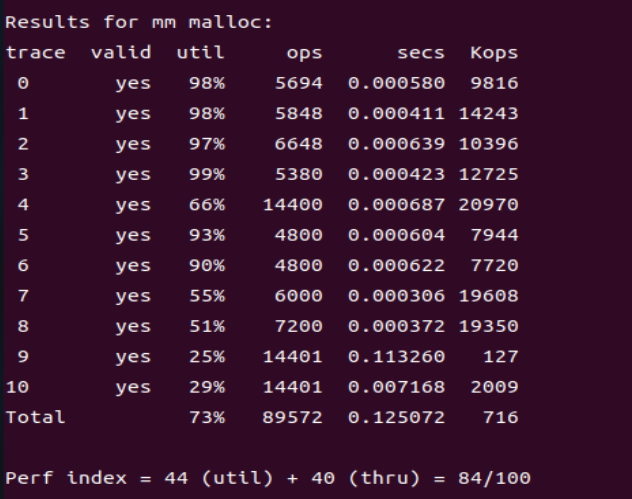 Results for mm malloc:
trace valid util ops secs Kops
0 yes 98% 5694 0.000580 9816
1 yes 98% 5848 0.000411 14243
2 yes 97% 6648 0.000639 10396
3 yes 99% 5380 0.000423 12725
4 yes 66% 14400 0.000687 20970
5 yes 93% 4800 0.000604 7944
6 yes 90% 4800 0.000622 7720
7 yes 55% 6000 0.000306 19608
8 yes 51% 7200 0.000372 19350
9 yes 25% 14401 0.113260 127
10 yes 29% 14401 0.007168 2009
Total 73% 89572 0.125072 716
Perf index = 44 (util) + 40 (thru) = 84/100